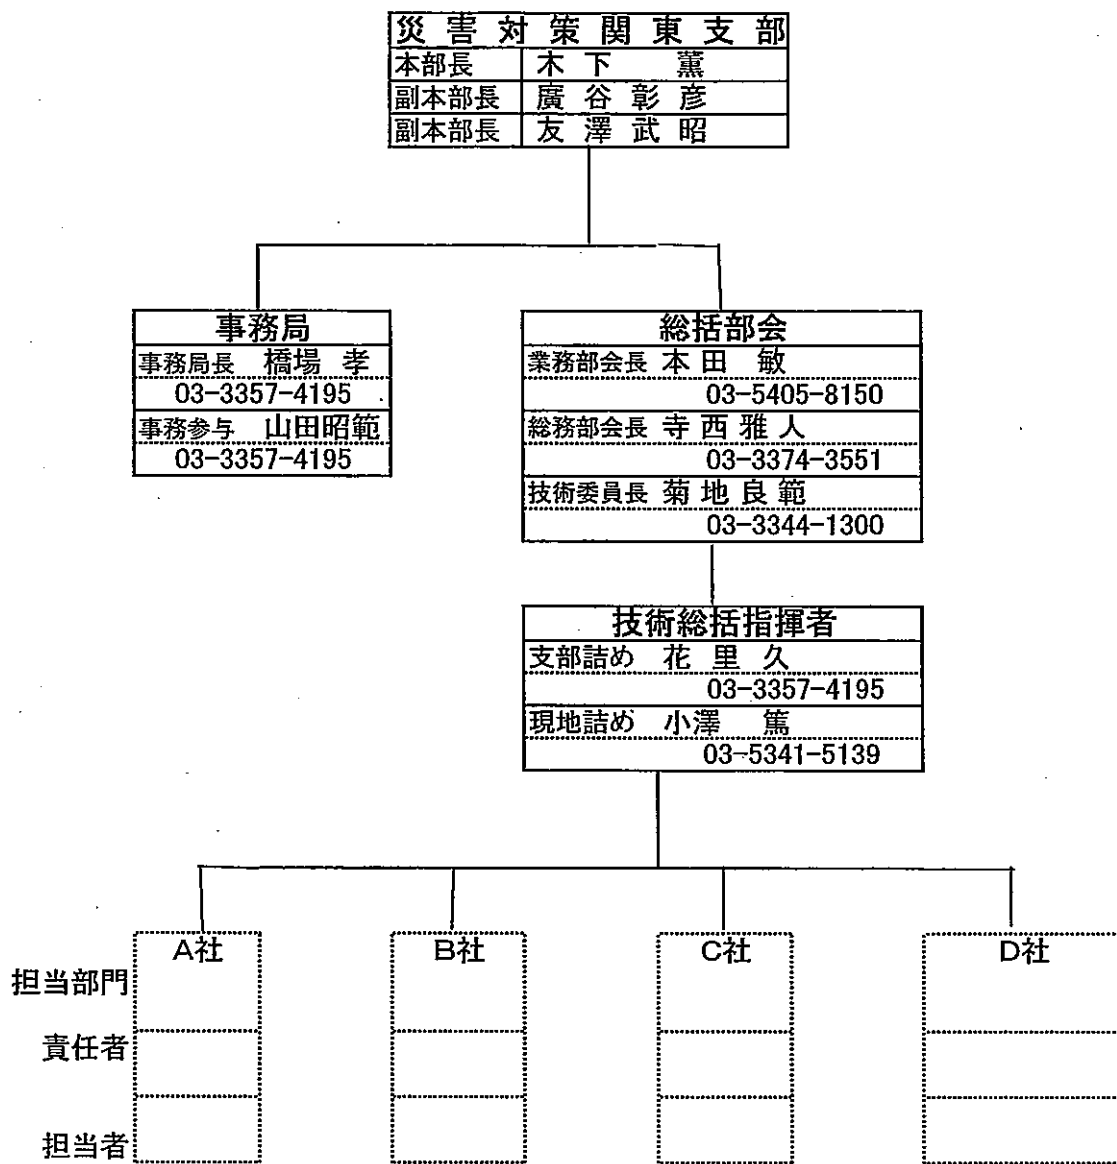 災害対策関東支部
本部長 木下 薫
副本部長 廣谷彰彦
副本部長 友澤武昭
事務局
事務局長 橋場 孝
03-3357-4195
事務参与 山田昭範
03-3357-4195
総括部会
業務部会長 本田 敏
03-5405-8150
総務部会長 寺西雅人
03-3374-3551
技術委員長 菊地良範
03-3344-1300
技術総括指揮者
支部詰め 花里久
03-3357-4195
現地詰め 小澤 篤
03-5341-5139
A社 B社 C社 D社
担当部門
責任者
担当者